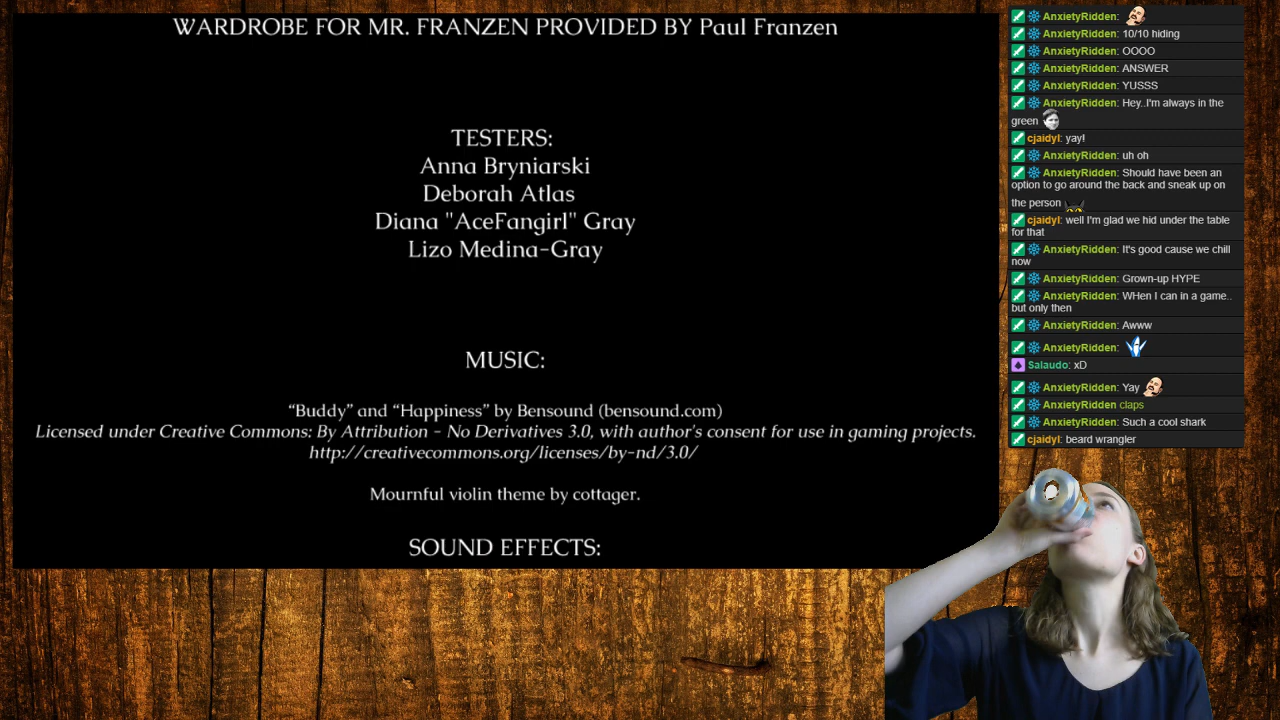 WARDROBE FOR MR. FRANZEN PROVIDED BY Paul Franzen
TESTERS:
Anna Bryniarski
Deborah Atlas
Diana "AceFangirl" Gray
Lizo Medina-Gray
MUSIC:
“Buddy” and “Happiness” by Bensound (bensound.com)
Licensed under Creative Commons: By Attribution - No Derivatives 3.0, with author's consent for use in gaming projects.
http://creativecommons.org/licenses/by-nd/3.0/
Mournful violin theme by cottager.
SOUND EFFECTS:
AnxietyRidden:
AnxietyRidden: 10/10 hiding
AnxietyRidden: OOOO
AnxietyRidden: ANSWER
AnxietyRidden: YUSSS
AnxietyRidden: Hey..I'm always in the
green
cjaidyl: yay!
AnxietyRidden: uh oh
AnxietyRidden: Should have been an
option to go around the back and sneak up on
the person
cjaidyl: well I'm glad we hid under the table
for that
AnxietyRidden: It's good cause we chill
now
AnxietyRidden: Grown-up HYPE
AnxietyRidden: WHen I can in a game..
but only then
AnxietyRidden: Awww
AnxietyRidden:
Salaudo: xD
AnxietyRidden: Yay
AnxietyRidden claps
AnxietyRidden: Such a cool shark
cjaidyl: beard wrangler